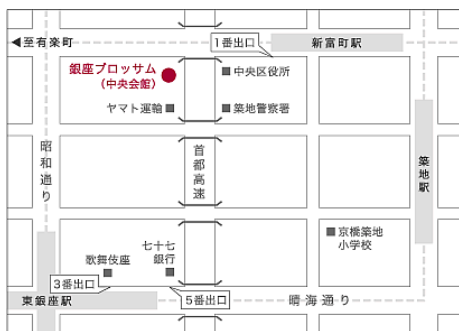 ◀至有楽町
1番出口
新富町駅
銀座ブロッサム
（中央会館）
中央区役所
ヤマト運輸
築地警察署
昭和通り
首都高速
築地駅
京橋築地
小学校
歌舞伎座
七十七
銀行
3番出口
東銀座駅
5番出口
晴海通り